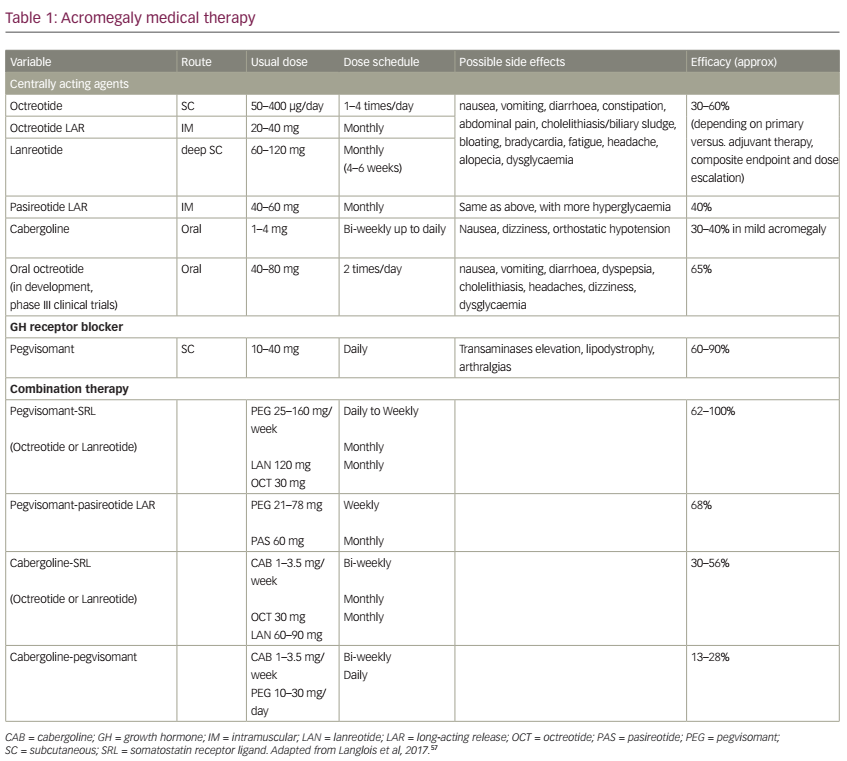 Table 1: Acromegaly medical therapy
Variable Route Usual dose Dose schedule Possible side effects Efficacy (approx)
Centrally acting agents
Octreotide SC 50–400 µg/day 1–4 times/day nausea, vomiting, diarrhoea, constipation, 30–60%
Octreotide LAR IM 20–40 mg Monthly abdominal pain, cholelithiasis/biliary sludge, (depending on primary
Lanreotide deep SC 60–120 mg Monthly bloating, bradycardia, fatigue, headache, versus. adjuvant therapy,
(4–6 weeks) alopecia, dysglycaemia composite endpoint and dose
escalation)
Pasireotide LAR IM 40–60 mg Monthly Same as above, with more hyperglycaemia 40%
Cabergoline Oral 1–4 mg Bi-weekly up to daily Nausea, dizziness, orthostatic hypotension 30–40% in mild acromegaly
Oral octreotide Oral 40–80 mg 2 times/day nausea, vomiting, diarrhoea, dyspepsia, 65%
(in development, cholelithiasis, headaches, dizziness,
phase III clinical trials) dysglycaemia
GH receptor blocker
Pegvisomant SC 10–40 mg Daily Transaminases elevation, lipodystrophy, 60–90%
arthralgias
Combination therapy
Pegvisomant-SRL PEG 25–160 mg/ Daily to Weekly 62–100%
week
(Octreotide or Lanreotide) Monthly
LAN 120 mg Monthly
OCT 30 mg
Pegvisomant-pasireotide LAR PEG 21–78 mg Weekly 68%
PAS 60 mg Monthly
Cabergoline-SRL CAB 1–3.5 mg/ Bi-weekly 30–56%
week
(Octreotide or Lanreotide) Monthly
OCT 30 mg Monthly
LAN 60–90 mg
Cabergoline-pegvisomant CAB 1–3.5 mg/ Bi-weekly 13–28%
week Daily
PEG 10–30 mg/
day
CAB = cabergoline; GH = growth hormone; IM = intramuscular; LAN = lanreotide; LAR = long-acting release; OCT = octreotide; PAS = pasireotide; PEG = pegvisomant;
SC = subcutaneous; SRL = somatostatin receptor ligand. Adapted from Langlois et al, 2017.⁵⁷